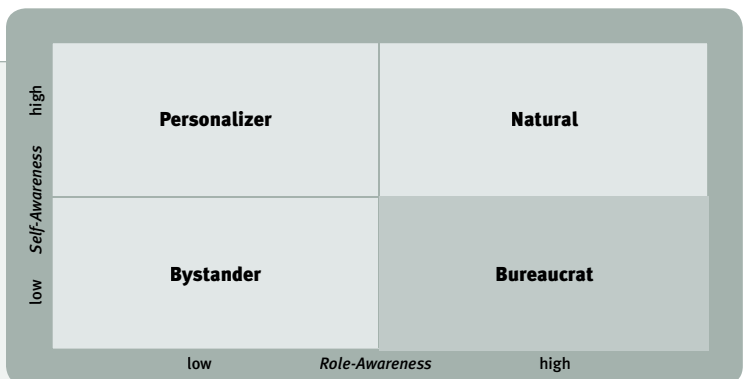 high
Self-Awareness
low
Personalizer
Natural
Bystander
Bureaucrat
low
Role-Awareness
high